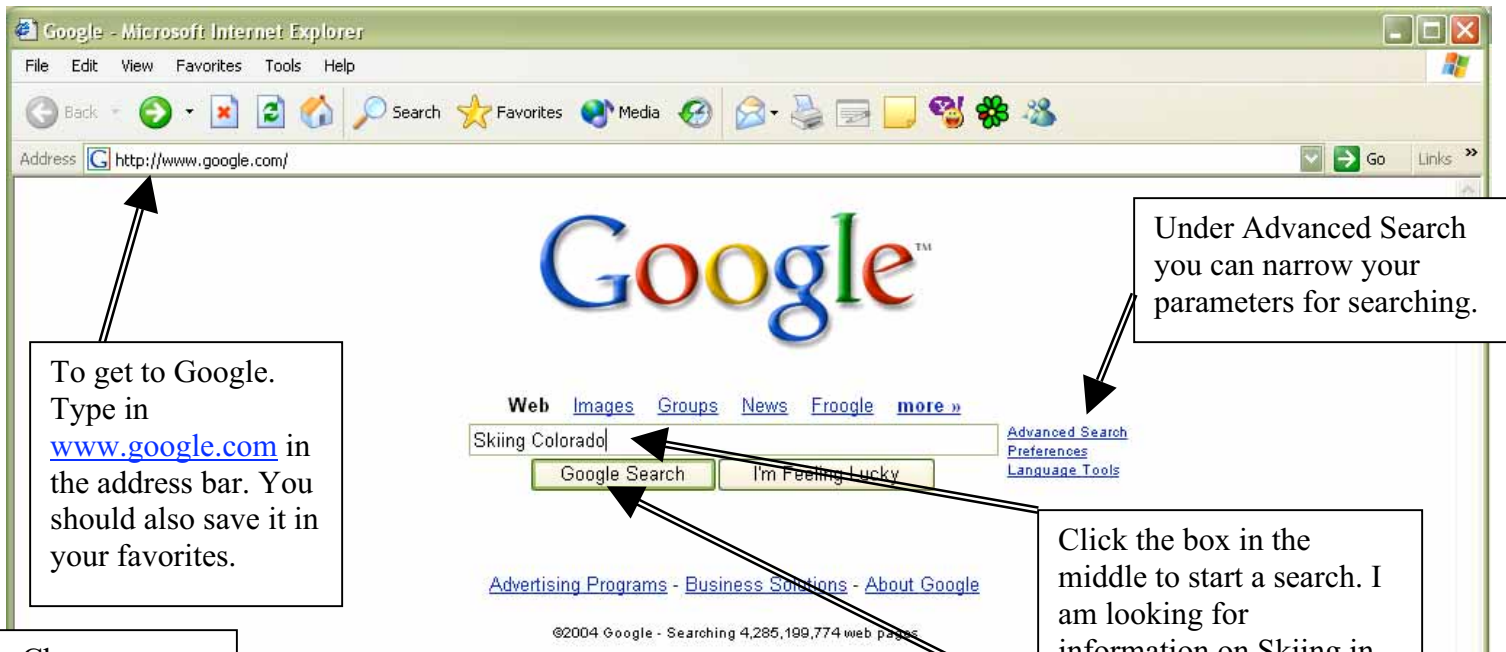 Google - Microsoft Internet Explorer
File Edit View Favorites Tools Help
Back Search Favorites Media
Address http://www.google.com/ Go Links »
Google™
Under Advanced Search
you can narrow your
parameters for searching.
To get to Google.
Type in
www.google.com in
the address bar. You
should also save it in
your favorites.
Web Images Groups News Froogle more »
Skiing Colorado
Advanced Search
Preferences
Language Tools
Google Search I'm Feeling Lucky
Click the box in the
middle to start a search. I
am looking for
information on Skiing in
Advertising Programs - Business Solutions - About Google
©2004 Google - Searching 4,285,199,774 web pages